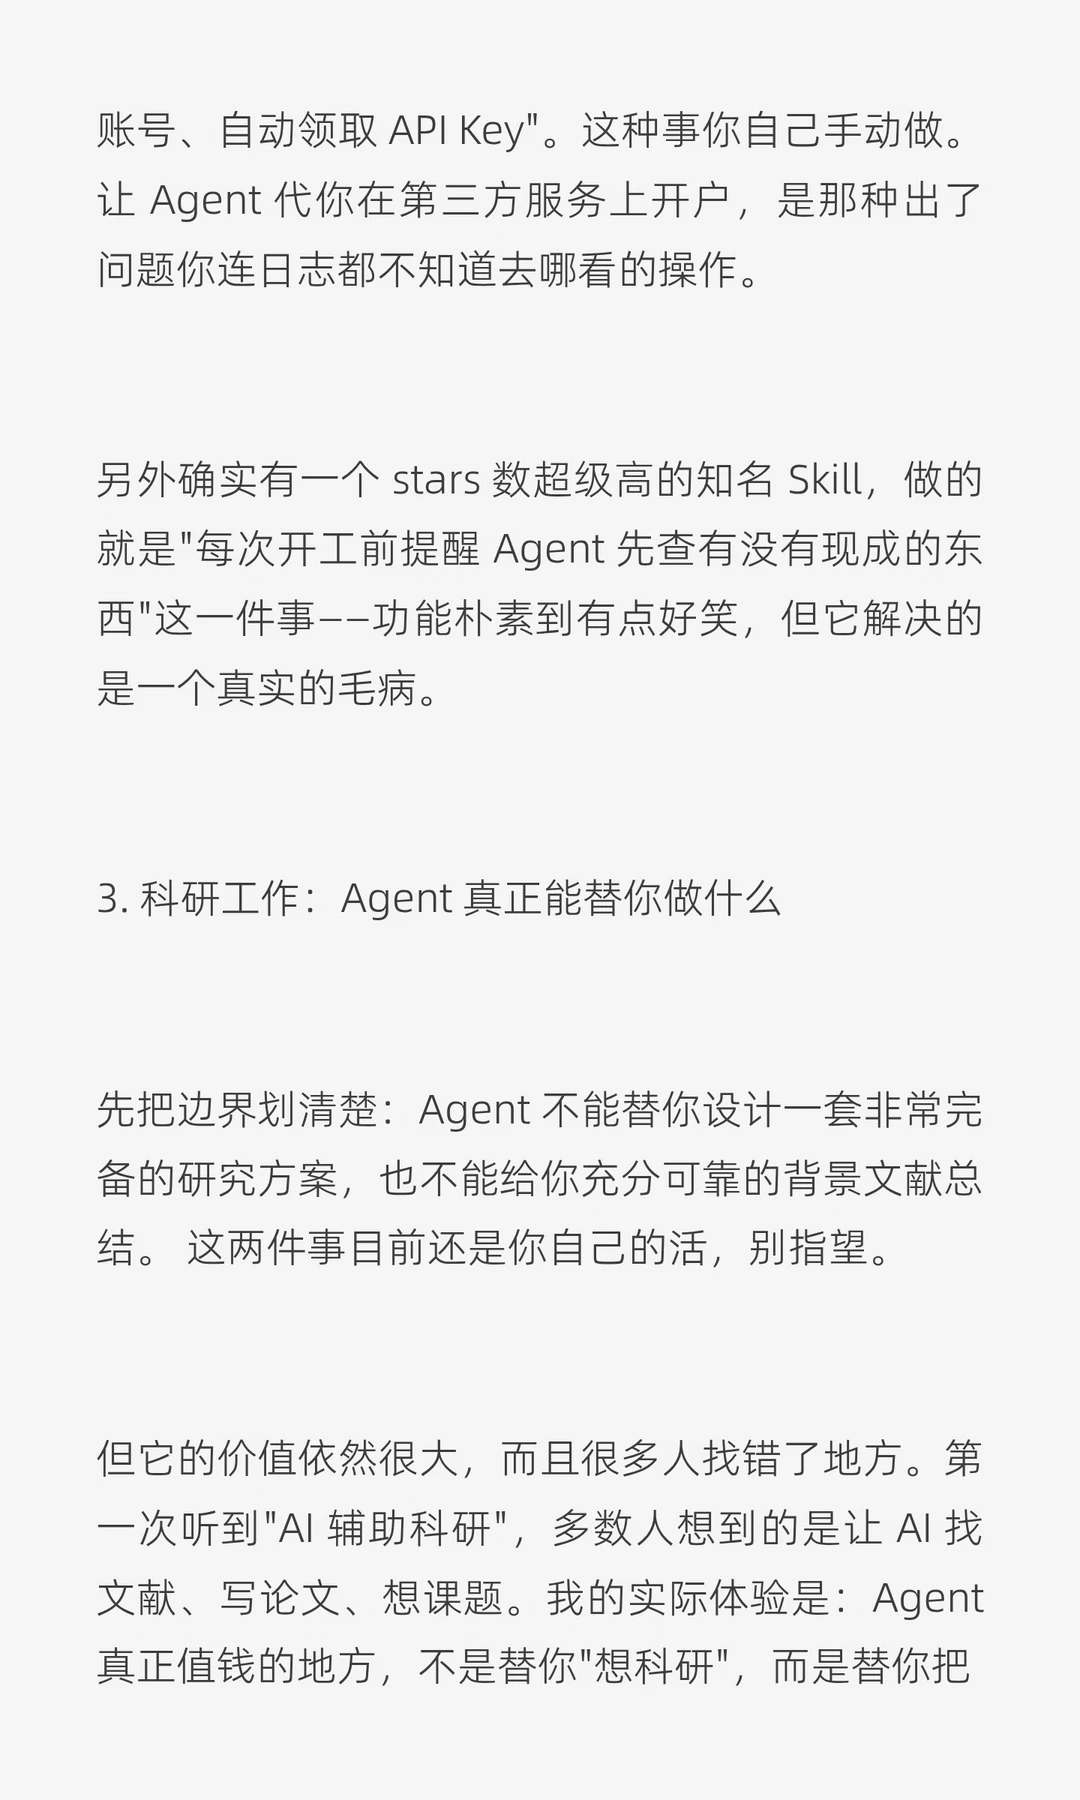 账号、自动领取 API Key"。这种事你自己手动做。
让 Agent 代你在第三方服务上开户，是那种出了
问题你连日志都不知道去哪看的操作。
另外确实有一个 stars 数超级高的知名 Skill，做的
就是"每次开工前提醒 Agent 先查有没有现成的东
西"这一件事——功能朴素到有点好笑，但它解决的
是一个真实的毛病。
3. 科研工作：Agent 真正能替你做什么
先把边界划清楚：Agent 不能替你设计一套非常完
备的研究方案，也不能给你充分可靠的背景文献总
结。 这两件事目前还是你自己的活，别指望。
但它的价值依然很大，而且很多人找错了地方。第
一次听到"AI 辅助科研"，多数人想到的是让 AI 找
文献、写论文、想课题。我的实际体验是：Agent
真正值钱的地方，不是替你"想科研"，而是替你把